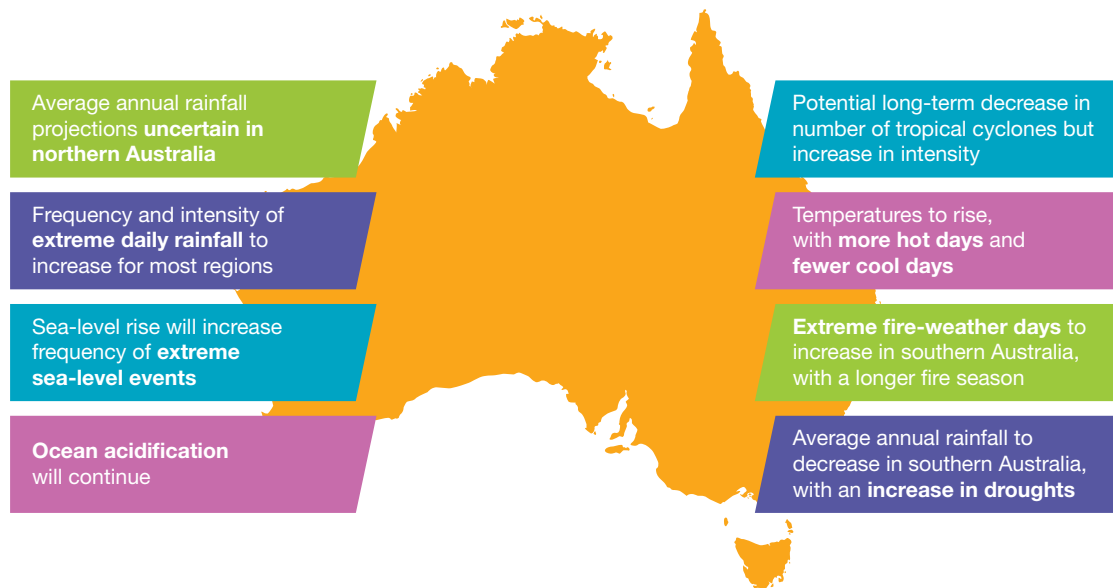 Average annual rainfall
projections uncertain in
northern Australia
Frequency and intensity of
extreme daily rainfall to
increase for most regions
Sea-level rise will increase
frequency of extreme
sea-level events
Ocean acidification
will continue
Potential long-term decrease in
number of tropical cyclones but
increase in intensity
Temperatures to rise,
with more hot days and
fewer cool days
Extreme fire-weather days to
increase in southern Australia,
with a longer fire season
Average annual rainfall to
decrease in southern Australia,
with an increase in droughts